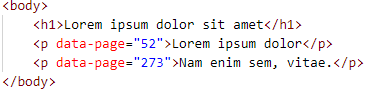 <body>
    <h1>Lorem ipsum dolor sit amet</h1>
    <p data-page="52">Lorem ipsum dolor</p>
    <p data-page="273">Nam enim sem, vitae.</p>
</body>